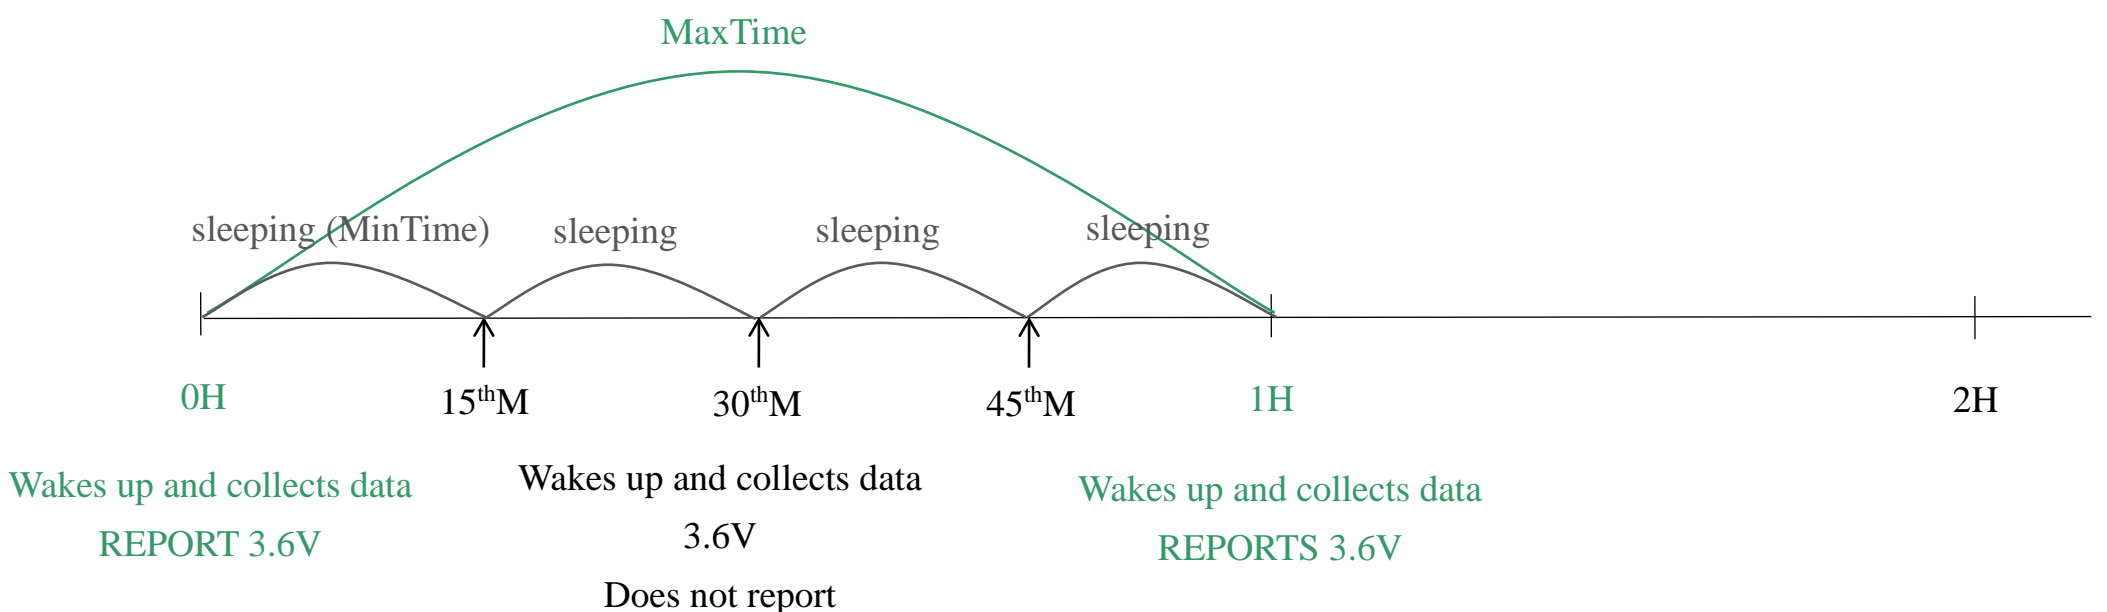 MaxTime
sleeping (MinTime)
sleeping
sleeping
sleeping
0H
15thM
30thM
45thM
1H
2H
Wakes up and collects data
REPORT 3.6V
Wakes up and collects data
3.6V
Does not report
Wakes up and collects data
REPORTS 3.6V